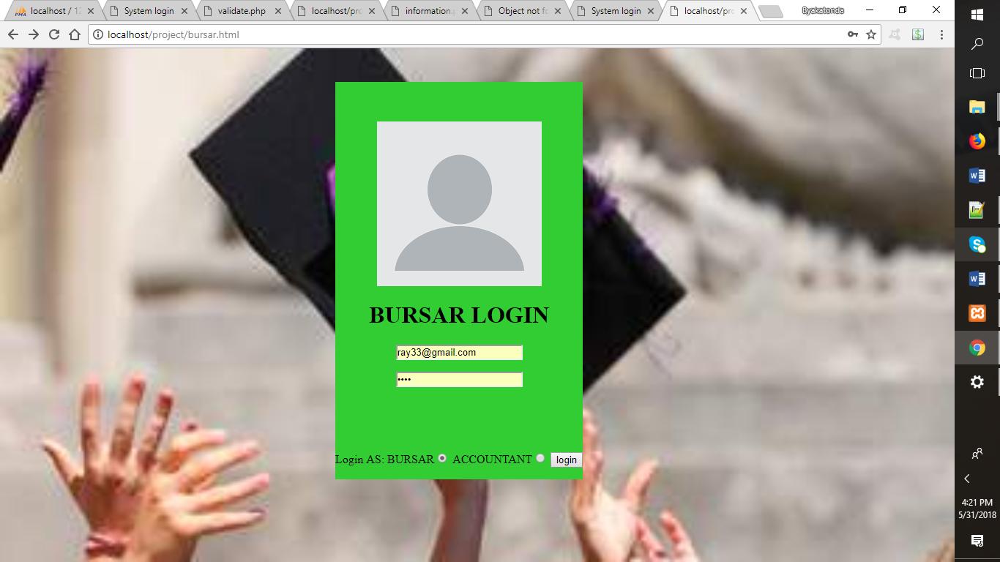 localhost / 12
System login
validate.php
localhost/pro
information.p
Object not fo
System login
localhost/pro
Byakatonda
localhost/project/bursar.html
BURSAR LOGIN
ray33@gmail.com
••••
Login AS: BURSAR ACCOUNTANT login
4:21 PM
5/31/2018